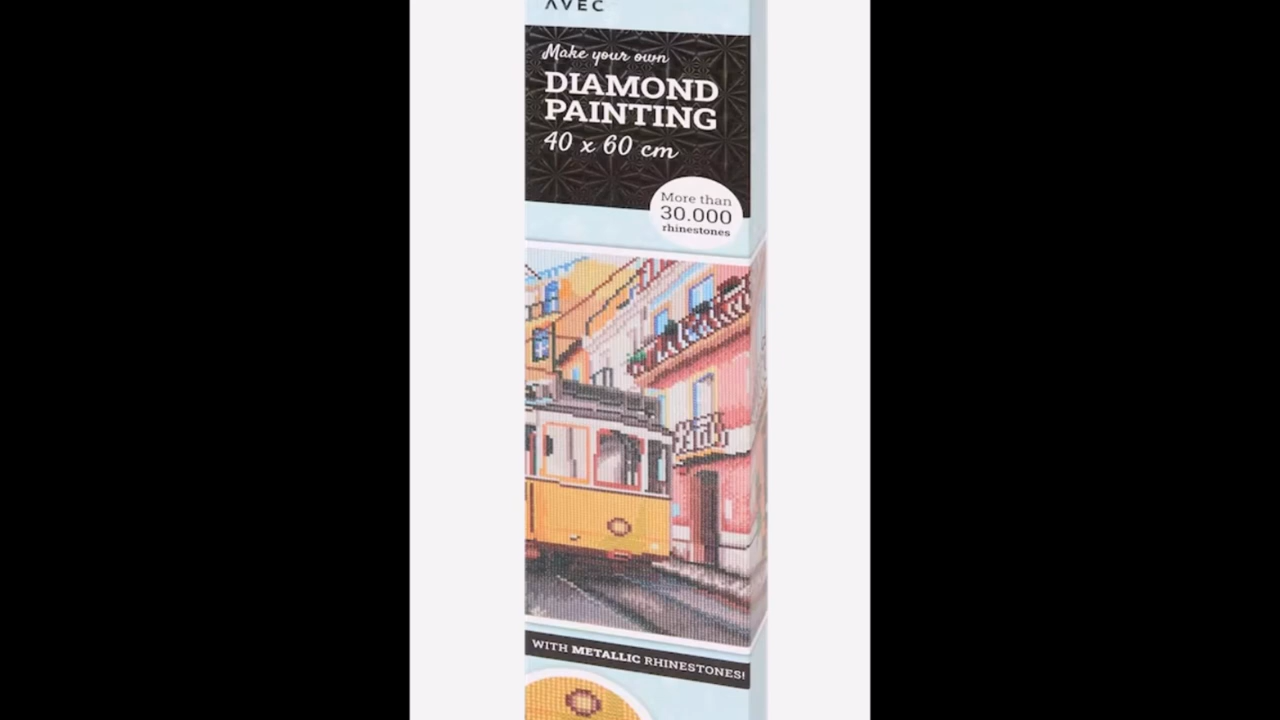 AVEC
Make your own
DIAMOND
PAINTING
40 x 60 cm
More than
30.000
rhinestones
WITH METALLIC RHINESTONES!